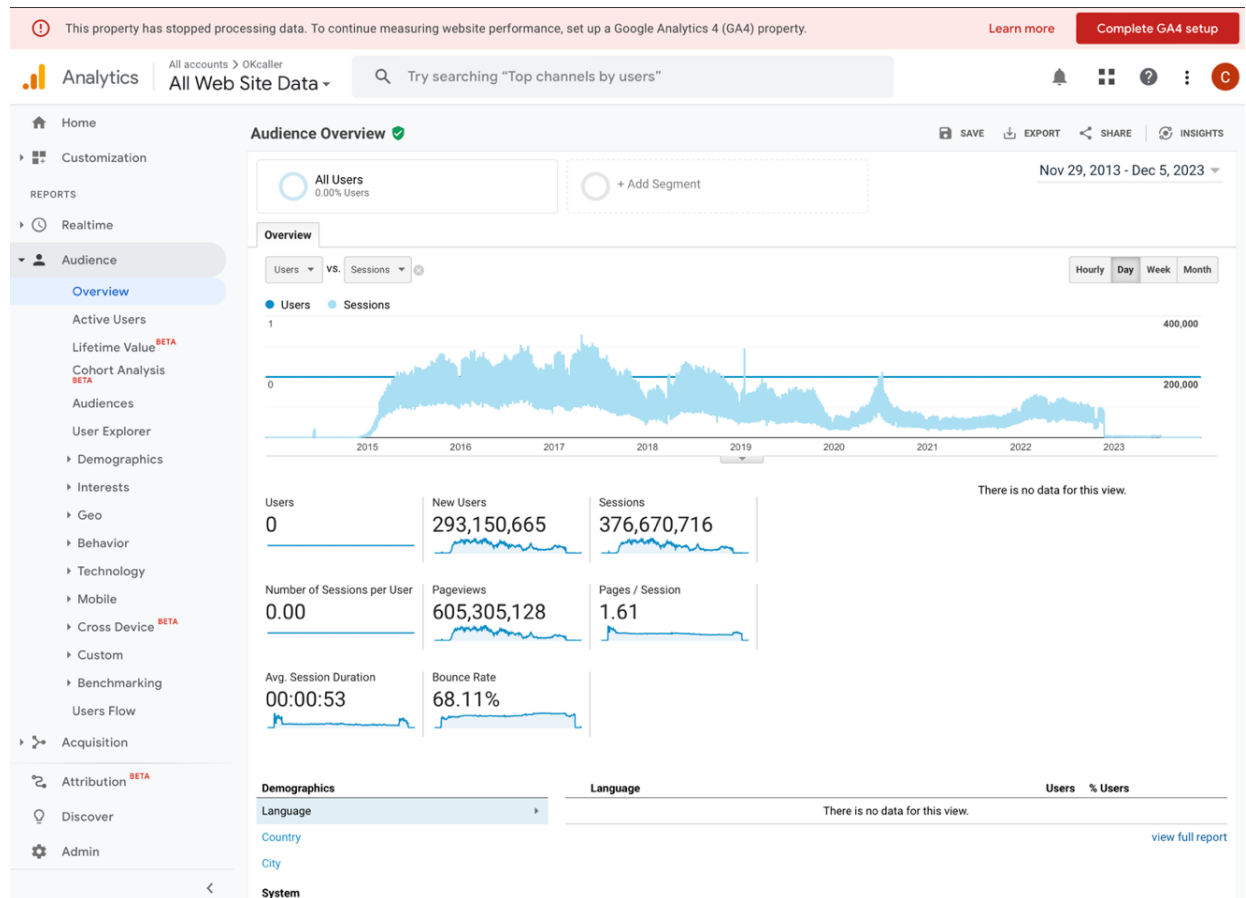 This property has stopped processing data. To continue measuring website performance, set up a Google Analytics 4 (GA4) property.
Learn more
Complete GA4 setup
Analytics
All accounts > OKcaller
All Web Site Data
Try searching “Top channels by users”
C
Home
Customization
REPORTS
Realtime
Audience
Overview
Active Users
Lifetime Value BETA
Cohort Analysis
BETA
Audiences
User Explorer
Demographics
Interests
Geo
Behavior
Technology
Mobile
Cross Device BETA
Custom
Benchmarking
Users Flow
Acquisition
Attribution BETA
Discover
Admin
Audience Overview
SAVE
EXPORT
SHARE
INSIGHTS
All Users
0.00% Users
+ Add Segment
Nov 29, 2013 - Dec 5, 2023
Overview
Users VS. Sessions
Hourly Day Week Month
Users Sessions
1 400,000
0 200,000
2015 2016 2017 2018 2019 2020 2021 2022 2023
There is no data for this view.
Users
0
New Users
293,150,665
Sessions
376,670,716
Number of Sessions per User
0.00
Pageviews
605,305,128
Pages / Session
1.61
Avg. Session Duration
00:00:53
Bounce Rate
68.11%
Demographics
Language
Country
City
System
Language Users % Users
There is no data for this view.
view full report